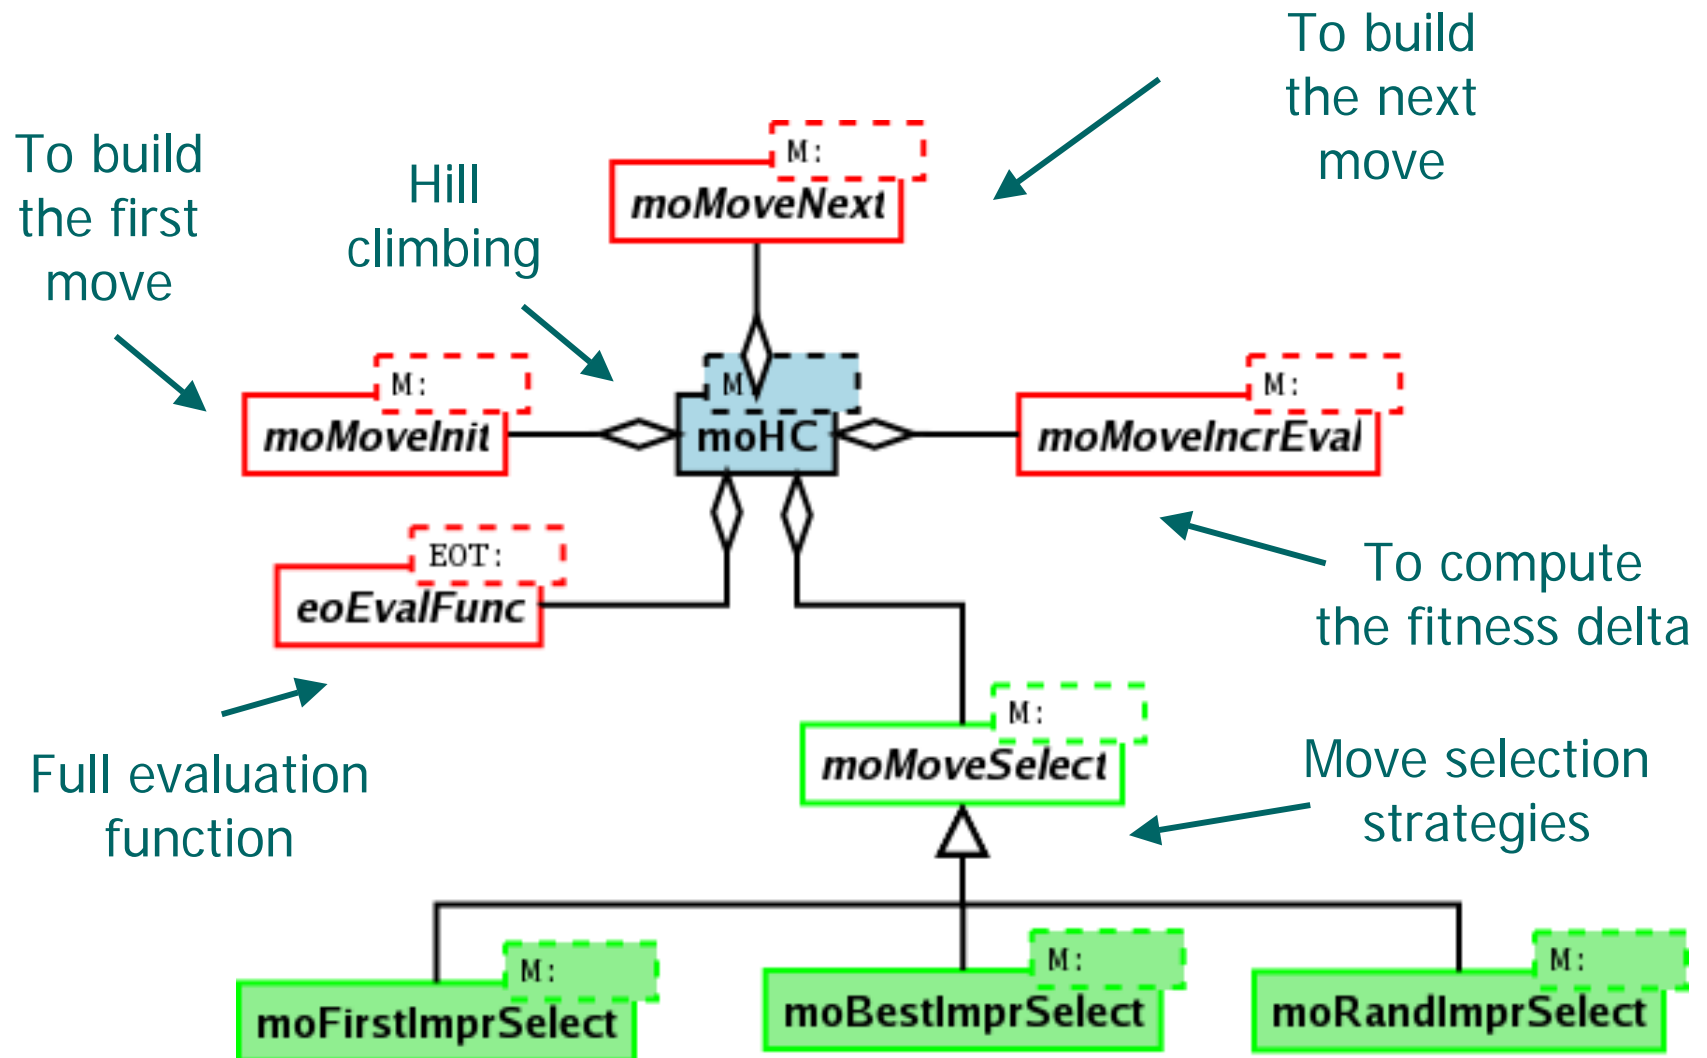 To build
the next
move
To build
the first
move
Hill
climbing
M:
moMoveNext
M:
moMoveInit
M:
moHC
M:
moMoveIncrEval
EOT:
eoEvalFunc
To compute
the fitness delta
Full evaluation
function
M:
moMoveSelect
Move selection
strategies
M:
moFirstImprSelect
M:
moBestImprSelect
M:
moRandImprSelect